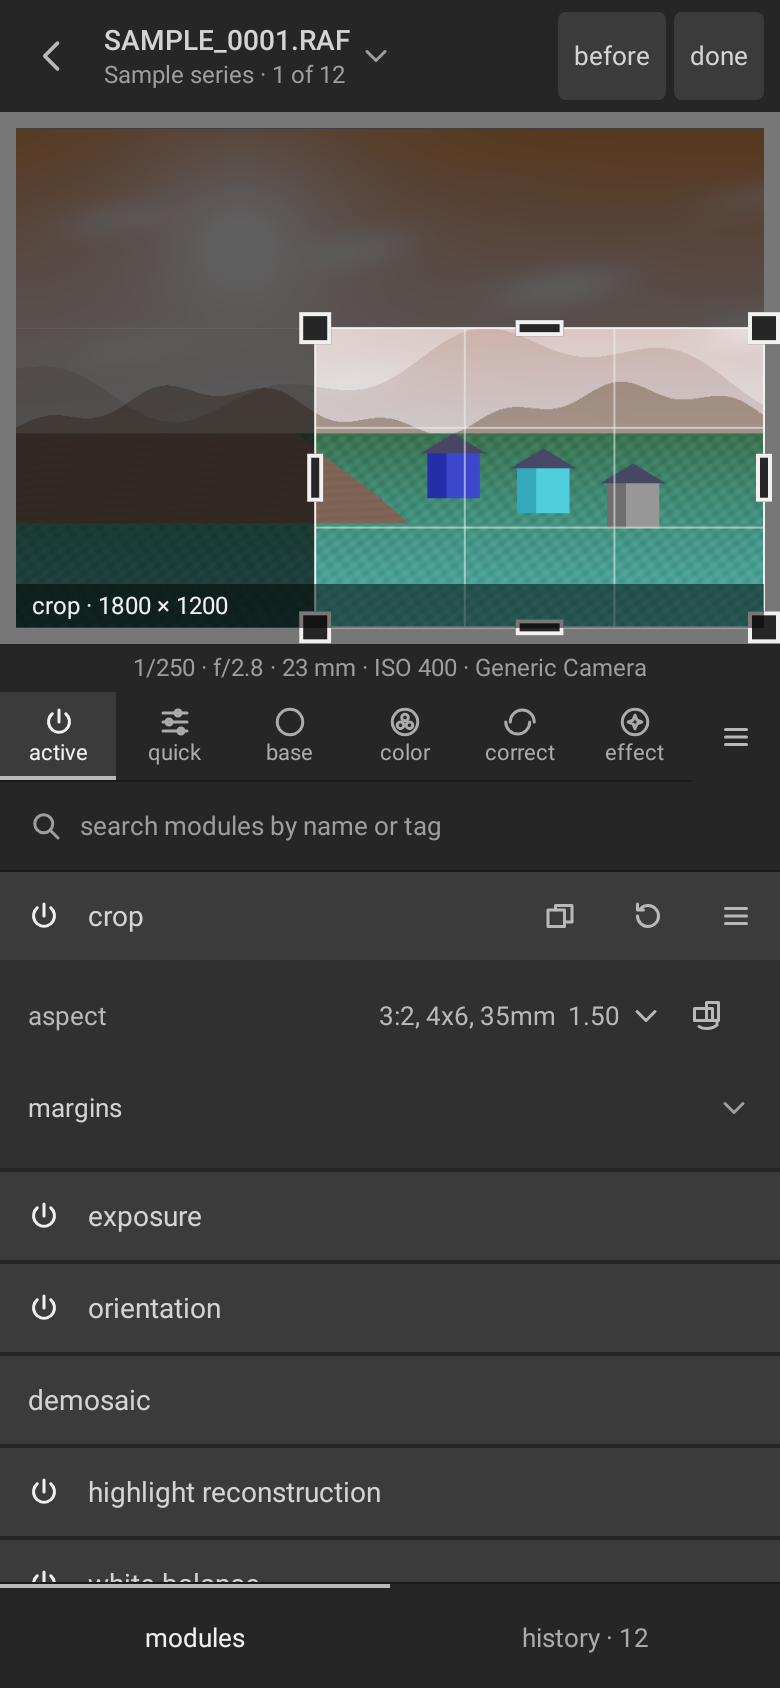 SAMPLE_0001.RAF
Sample series · 1 of 12
before
done
crop · 1800 × 1200
1/250 · f/2.8 · 23 mm · ISO 400 · Generic Camera
active
quick
base
color
correct
effect
search modules by name or tag
crop
aspect
3:2, 4x6, 35mm 1.50
margins
exposure
orientation
demosaic
highlight reconstruction
white balance
modules
history · 12